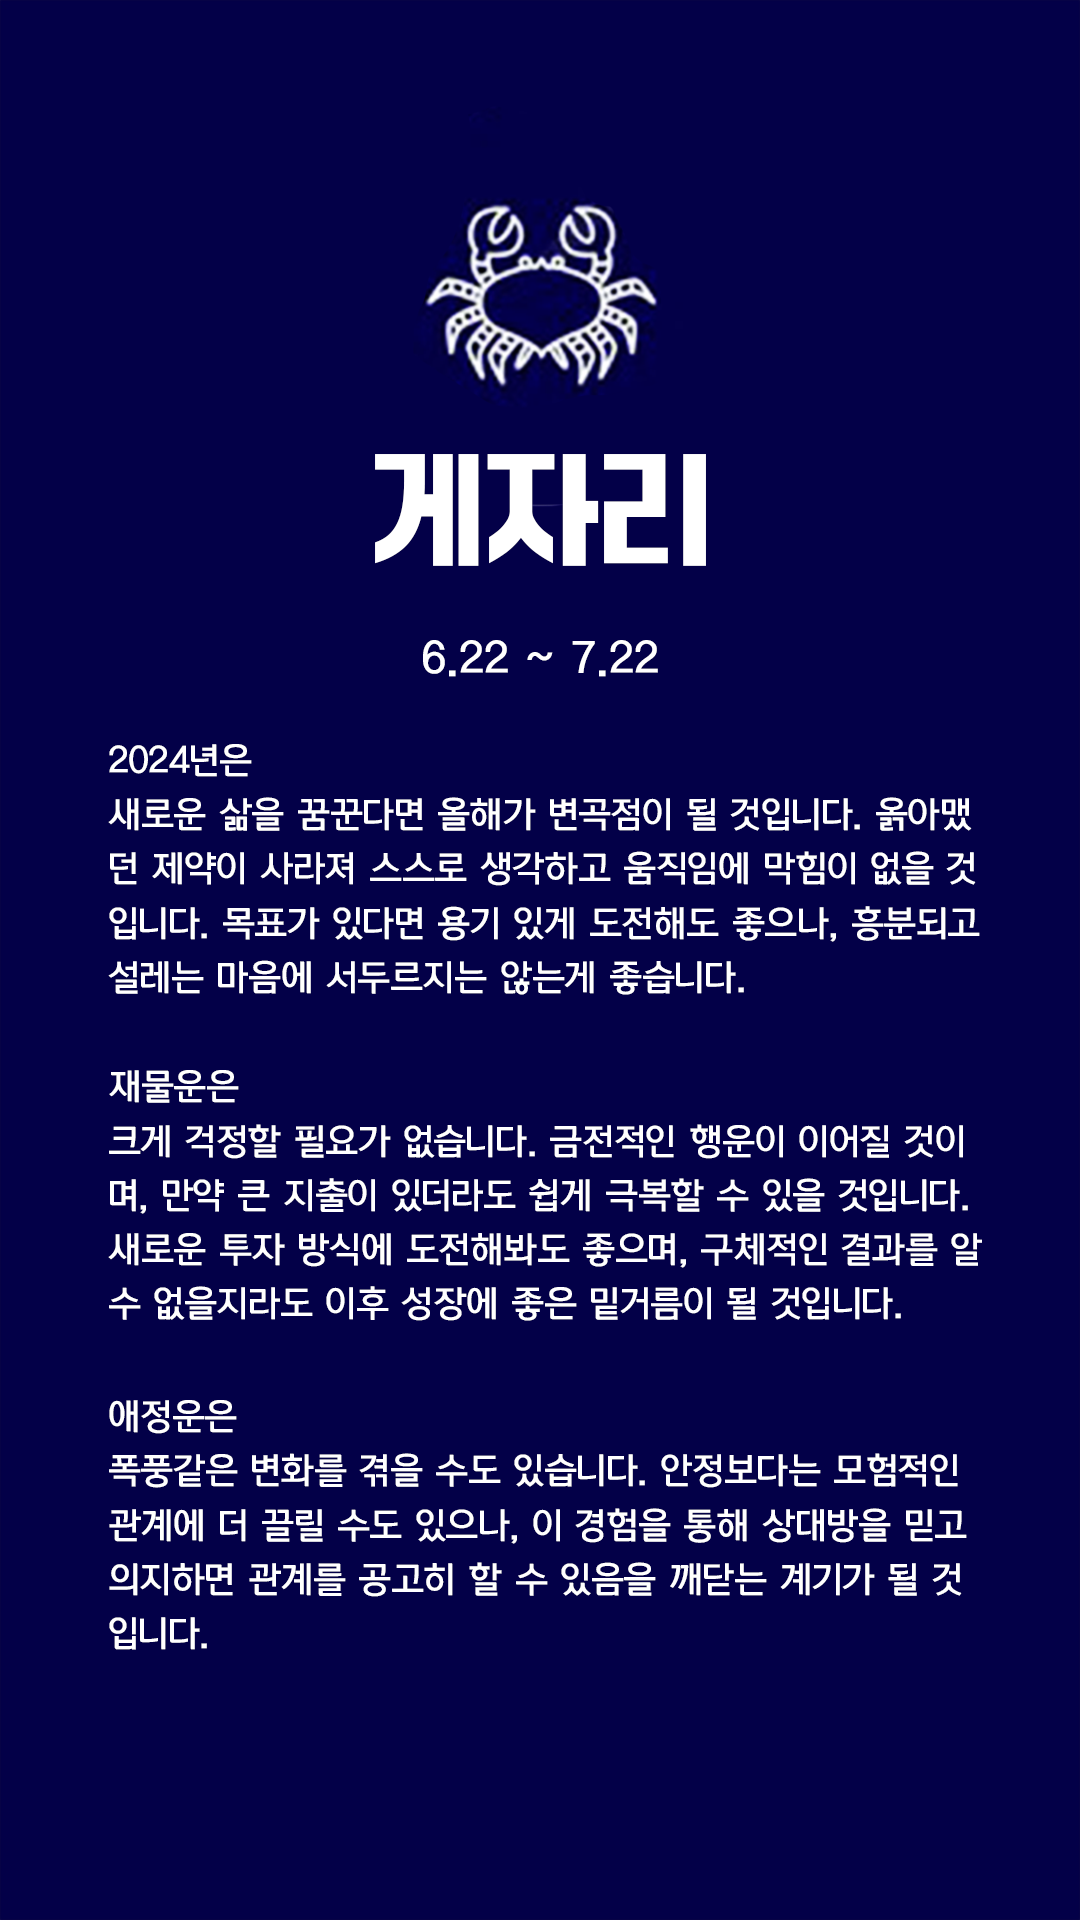 게자리
6.22 ~ 7.22
2024년은
새로운 삶을 꿈꾼다면 올해가 변곡점이 될 것입니다. 옭아맸
던 제약이 사라져 스스로 생각하고 움직임에 막힘이 없을 것
입니다. 목표가 있다면 용기 있게 도전해도 좋으나, 흥분되고
설레는 마음에 서두르지는 않는게 좋습니다.
재물운은
크게 걱정할 필요가 없습니다. 금전적인 행운이 이어질 것이
며, 만약 큰 지출이 있더라도 쉽게 극복할 수 있을 것입니다.
새로운 투자 방식에 도전해봐도 좋으며, 구체적인 결과를 알
수 없을지라도 이후 성장에 좋은 밑거름이 될 것입니다.
애정운은
폭풍같은 변화를 겪을 수도 있습니다. 안정보다는 모험적인
관계에 더 끌릴 수도 있으나, 이 경험을 통해 상대방을 믿고
의지하면 관계를 공고히 할 수 있음을 깨닫는 계기가 될 것
입니다.